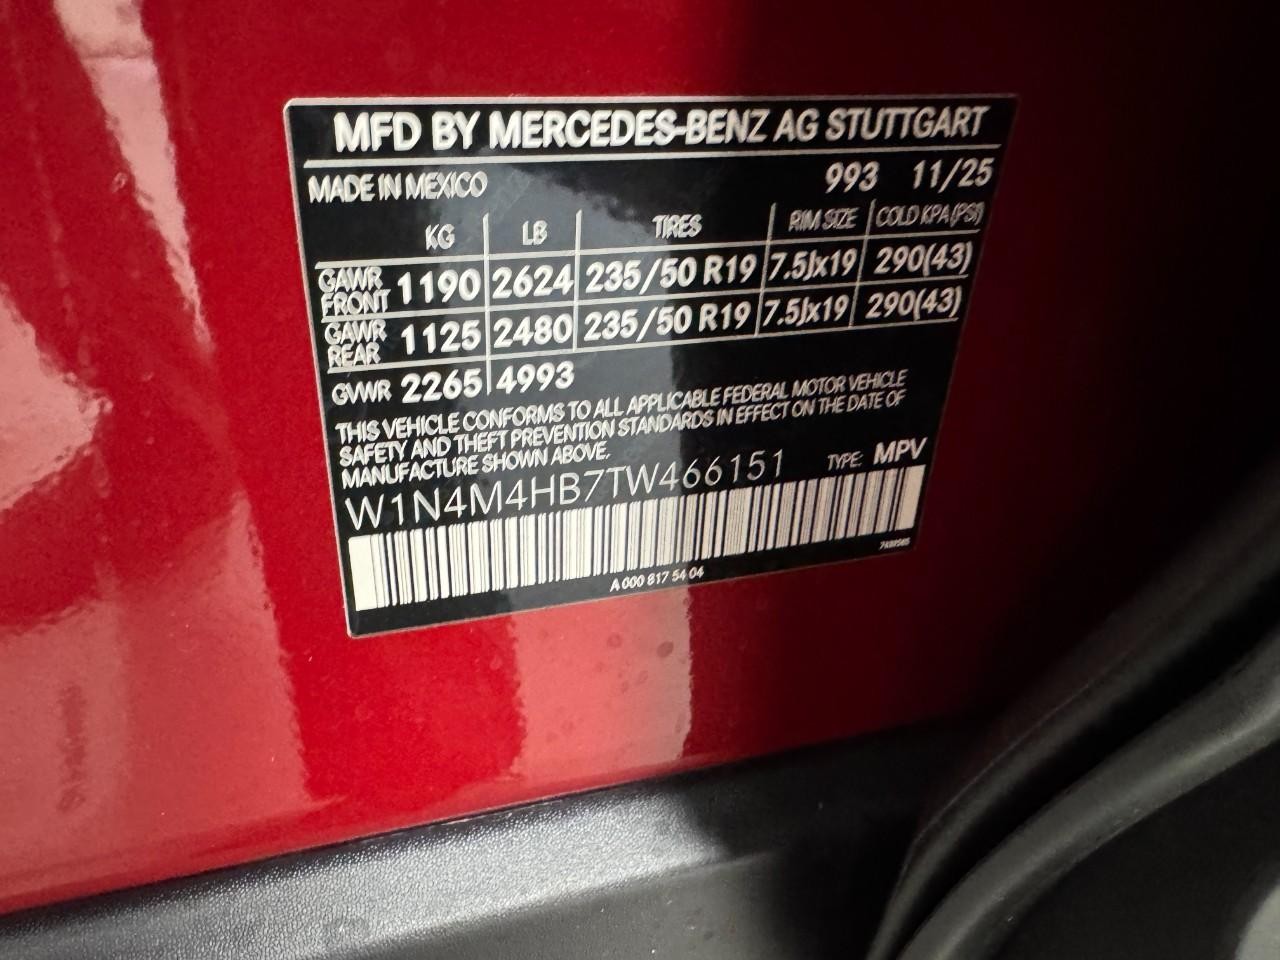 MFD BY MERCEDES-BENZ AG STUTTGART
MADE IN MEXICO 993 11/25
KG LB TIRES RIM SIZE COLD KPA (PSI)
GAWR FRONT 1190 2624 235/50 R19 7.5Jx19 290(43)
GAWR REAR 1125 2480 235/50 R19 7.5Jx19 290(43)
GVWR 2265 4993
THIS VEHICLE CONFORMS TO ALL APPLICABLE FEDERAL MOTOR VEHICLE
SAFETY AND THEFT PREVENTION STANDARDS IN EFFECT ON THE DATE OF
MANUFACTURE SHOWN ABOVE.
W1N4M4HB7TW466151 TYPE: MPV
A 000 817 54 04